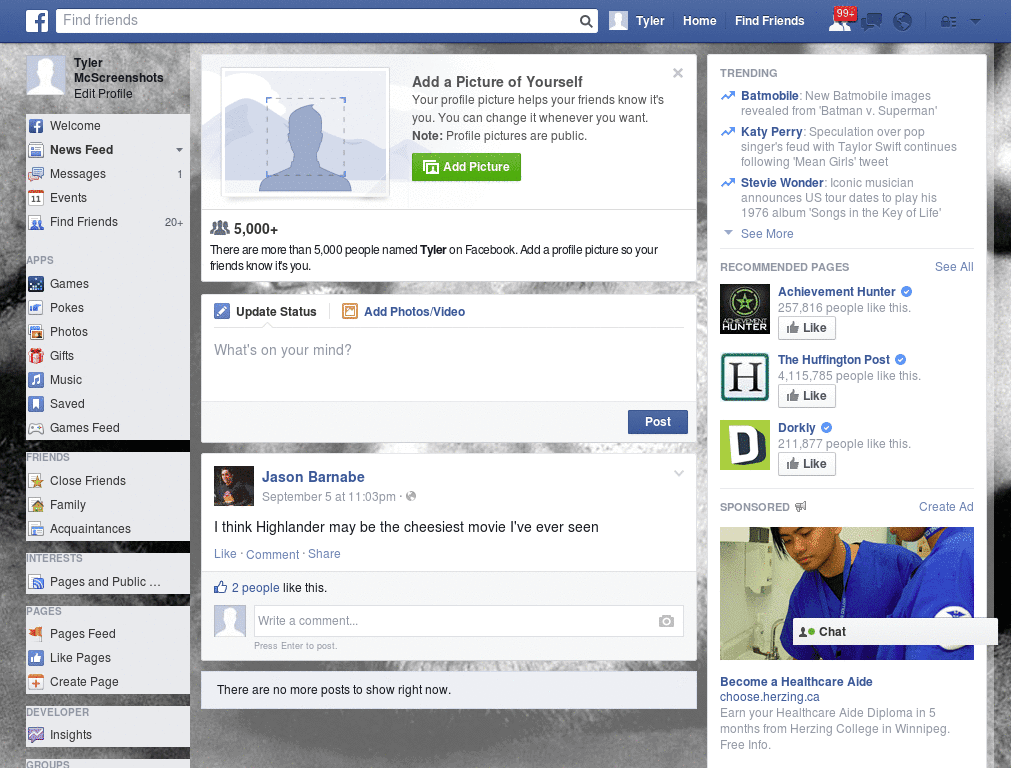 Find friends
Tyler
Home
Find Friends
99+
Tyler
McScreenshots
Edit Profile
Welcome
News Feed
Messages 1
Events
Find Friends 20+
APPS
Games
Pokes
Photos
Gifts
Music
Saved
Games Feed
FRIENDS
Close Friends
Family
Acquaintances
INTERESTS
Pages and Public ...
PAGES
Pages Feed
Like Pages
Create Page
DEVELOPER
Insights
GROUPS
Add a Picture of Yourself
Your profile picture helps your friends know it's
you. You can change it whenever you want.
Note: Profile pictures are public.
Add Picture
5,000+
There are more than 5,000 people named Tyler on Facebook. Add a profile picture so your
friends know it's you.
Update Status
Add Photos/Video
What's on your mind?
Post
Jason Barnabe
September 5 at 11:03pm ·
I think Highlander may be the cheesiest movie I've ever seen
Like · Comment · Share
2 people like this.
Write a comment...
Press Enter to post.
There are no more posts to show right now.
TRENDING
Batmobile: New Batmobile images
revealed from 'Batman v. Superman'
Katy Perry: Speculation over pop
singer's feud with Taylor Swift continues
following 'Mean Girls' tweet
Stevie Wonder: Iconic musician
announces US tour dates to play his
1976 album 'Songs in the Key of Life'
See More
RECOMMENDED PAGES See All
Achievement Hunter
257,816 people like this.
Like
ACHIEVEMENT
HUNTER
The Huffington Post
4,115,785 people like this.
Like
H
Dorkly
211,877 people like this.
Like
D
SPONSORED Create Ad
Chat
Become a Healthcare Aide
choose.herzing.ca
Earn your Healthcare Aide Diploma in 5
months from Herzing College in Winnipeg.
Free Info.